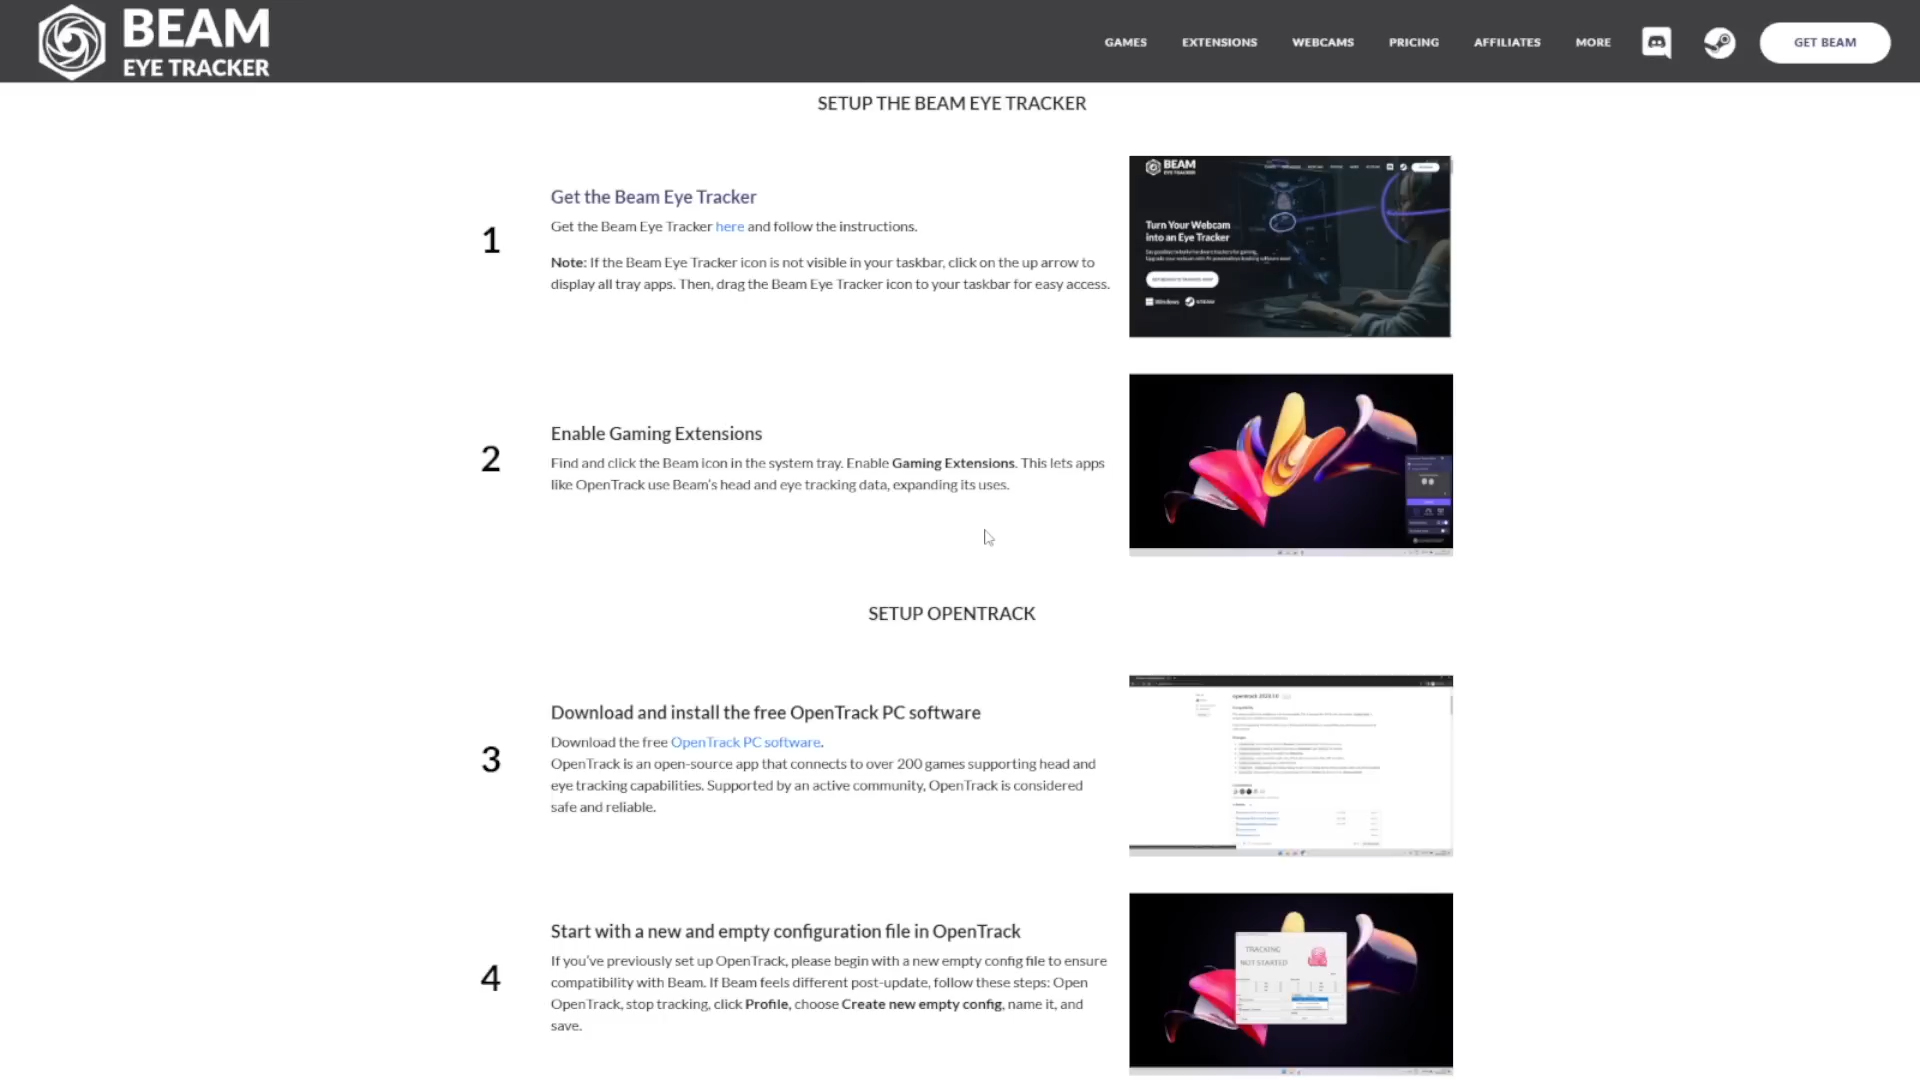 BEAM
EYE TRACKER
GAMES EXTENSIONS WEBCAMS PRICING AFFILIATES MORE GET BEAM
SETUP THE BEAM EYE TRACKER
1
Get the Beam Eye Tracker
Get the Beam Eye Tracker here and follow the instructions.
Note: If the Beam Eye Tracker icon is not visible in your taskbar, click on the up arrow to
display all tray apps. Then, drag the Beam Eye Tracker icon to your taskbar for easy access.
BEAM
EYE TRACKER
Turn Your Webcam
into an Eye Tracker
Windows
2
Enable Gaming Extensions
Find and click the Beam icon in the system tray. Enable Gaming Extensions. This lets apps
like OpenTrack use Beam's head and eye tracking data, expanding its uses.
SETUP OPENTRACK
3
Download and install the free OpenTrack PC software
Download the free OpenTrack PC software.
OpenTrack is an open-source app that connects to over 200 games supporting head and
eye tracking capabilities. Supported by an active community, OpenTrack is considered
safe and reliable.
4
Start with a new and empty configuration file in OpenTrack
If you've previously set up OpenTrack, please begin with a new empty config file to ensure
compatibility with Beam. If Beam feels different post-update, follow these steps: Open
OpenTrack, stop tracking, click Profile, choose Create new empty config, name it, and
save.
TRACKING
NOT STARTED